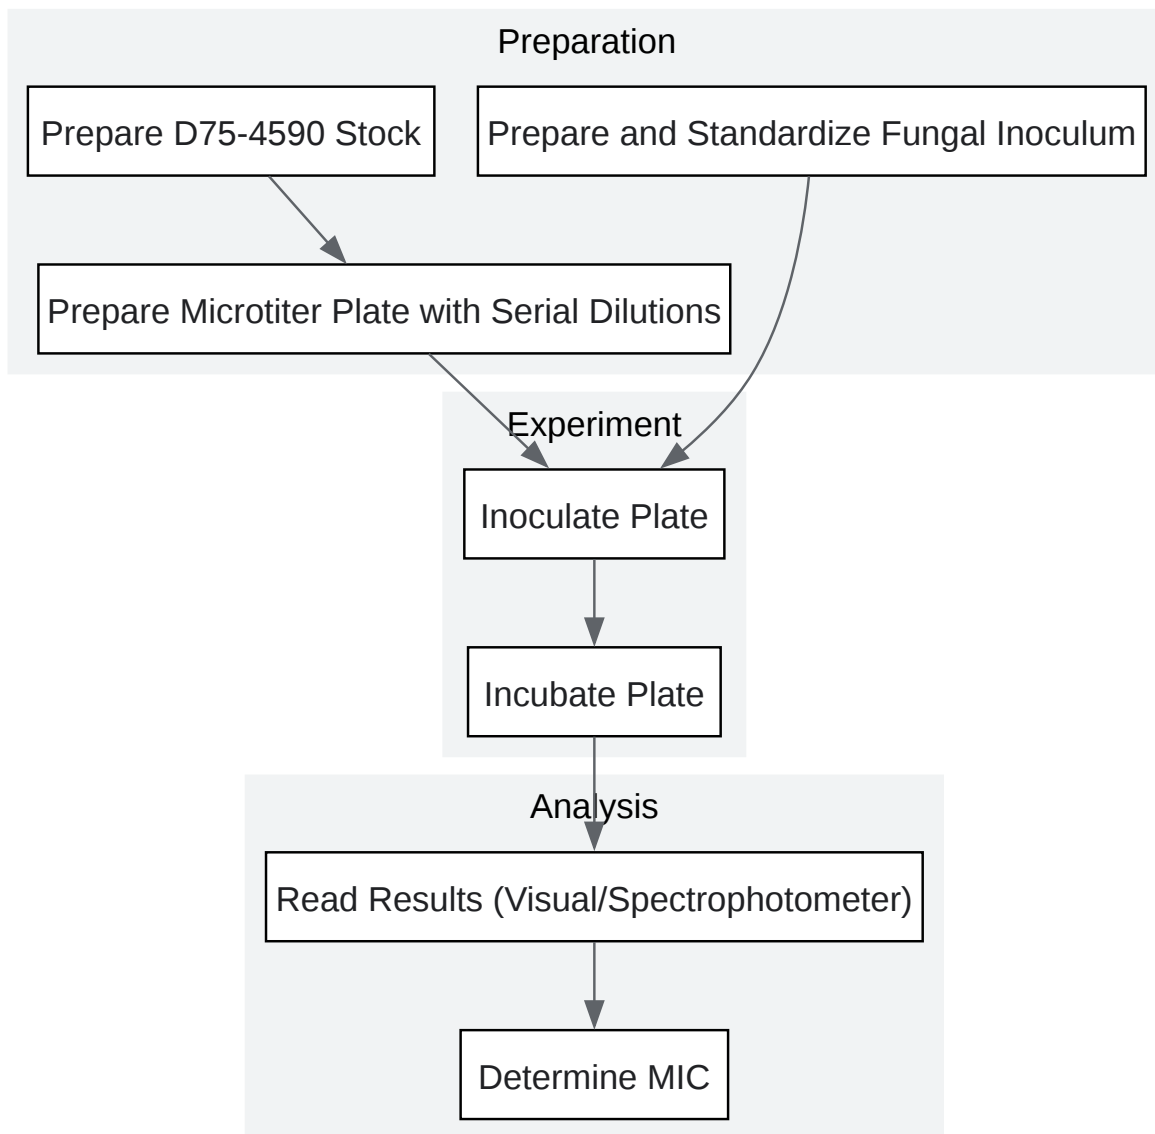 Preparation
Prepare D75-4590 Stock
Prepare and Standardize Fungal Inoculum
Prepare Microtiter Plate with Serial Dilutions
Experiment
Inoculate Plate
Incubate Plate
Analysis
Read Results (Visual/Spectrophotometer)
Determine MIC